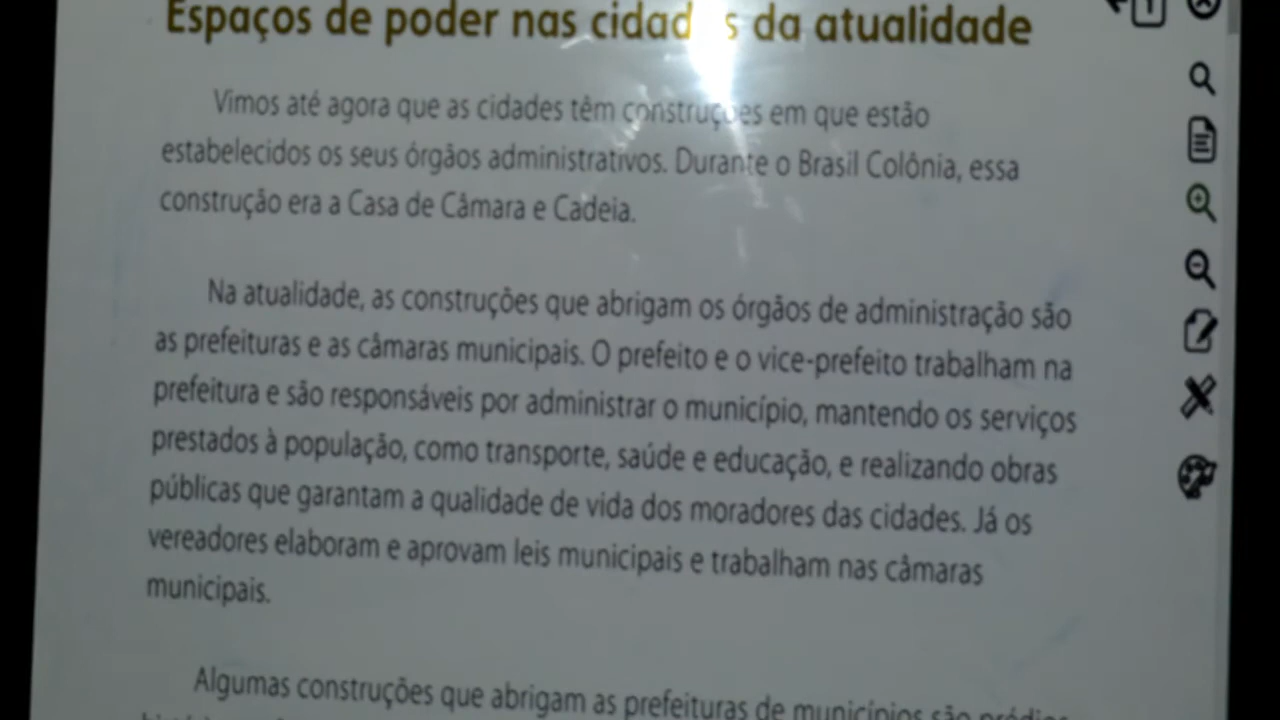 Espaços de poder nas cidades da atualidade
Vimos até agora que as cidades têm construções em que estão
estabelecidos os seus órgãos administrativos. Durante o Brasil Colônia, essa
construção era a Casa de Câmara e Cadeia.
Na atualidade, as construções que abrigam os órgãos de administração são
as prefeituras e as câmaras municipais. O prefeito e o vice-prefeito trabalham na
prefeitura e são responsáveis por administrar o município, mantendo os serviços
prestados à população, como transporte, saúde e educação, e realizando obras
públicas que garantam a qualidade de vida dos moradores das cidades. Já os
vereadores elaboram e aprovam leis municipais e trabalham nas câmaras
municipais.
Algumas construções que abrigam as prefeituras de municípios são prédios